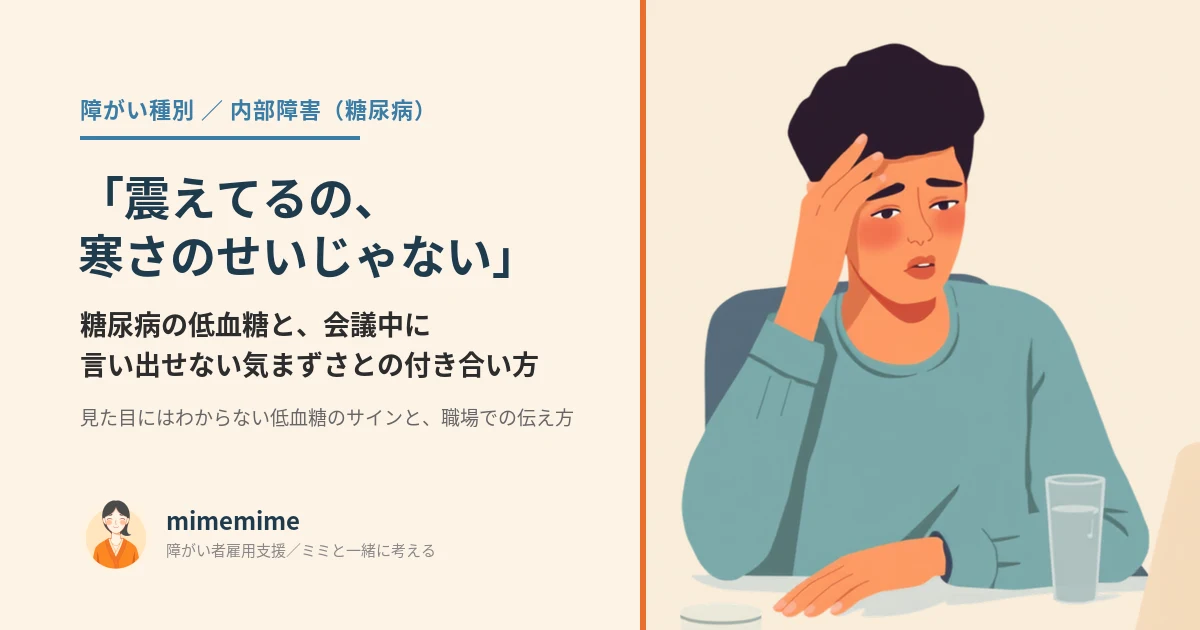 障がい種別 ／ 内部障害（糖尿病）
「震えてるの、
寒さのせいじゃない」
糖尿病の低血糖と、会議中に
言い出せない気まずさとの付き合い方
見た目にはわからない低血糖のサインと、職場での伝え方
mimemime
障がい者雇用支援／ミミと一緒に考える